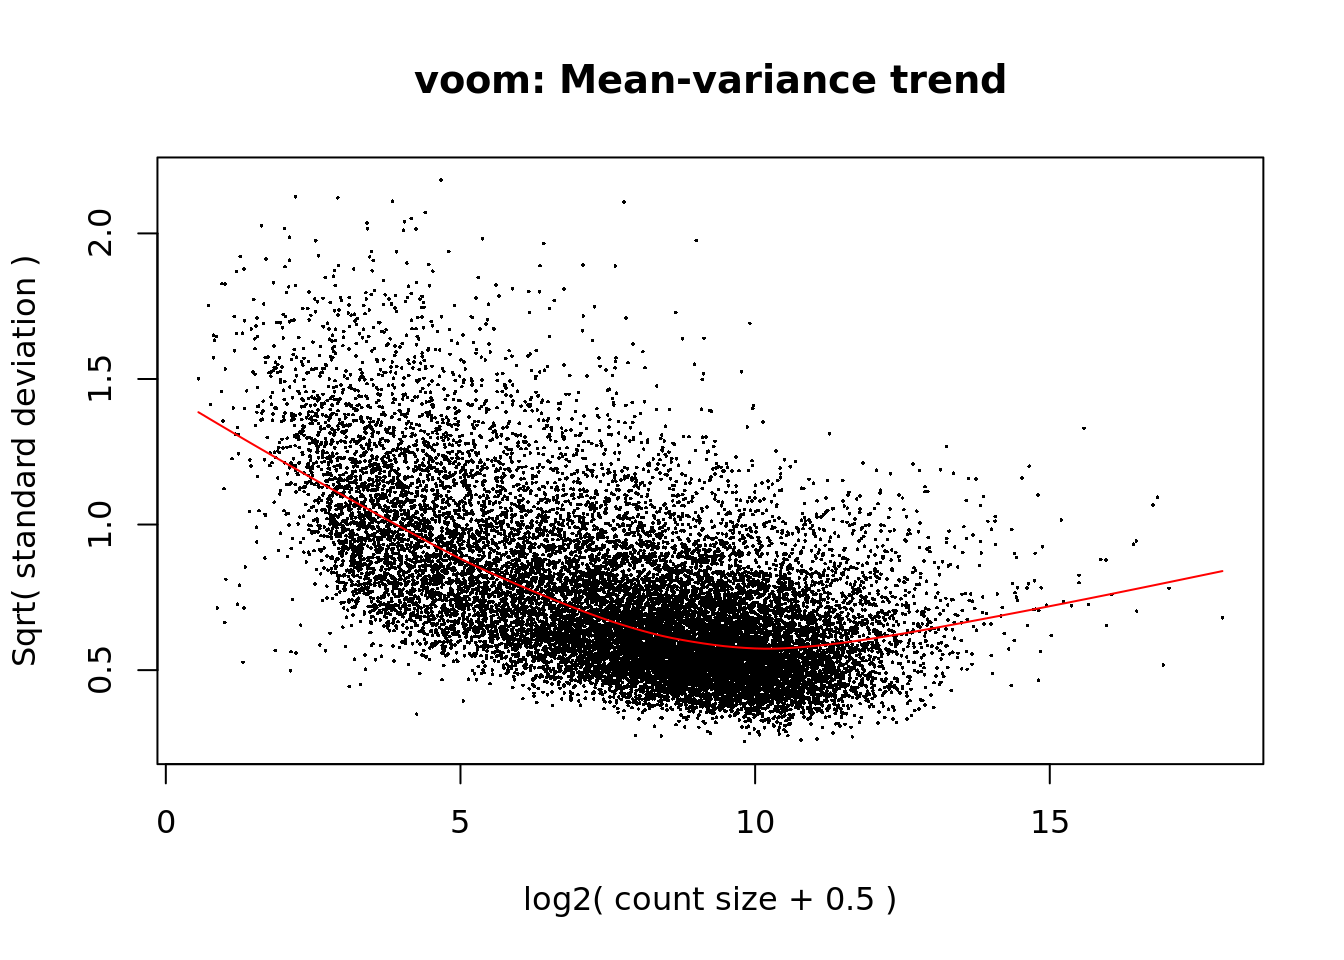 voom: Mean-variance trend
Sqrt( standard deviation )
2.0
1.5
1.0
0.5
0 5 10 15
log2( count size + 0.5 )